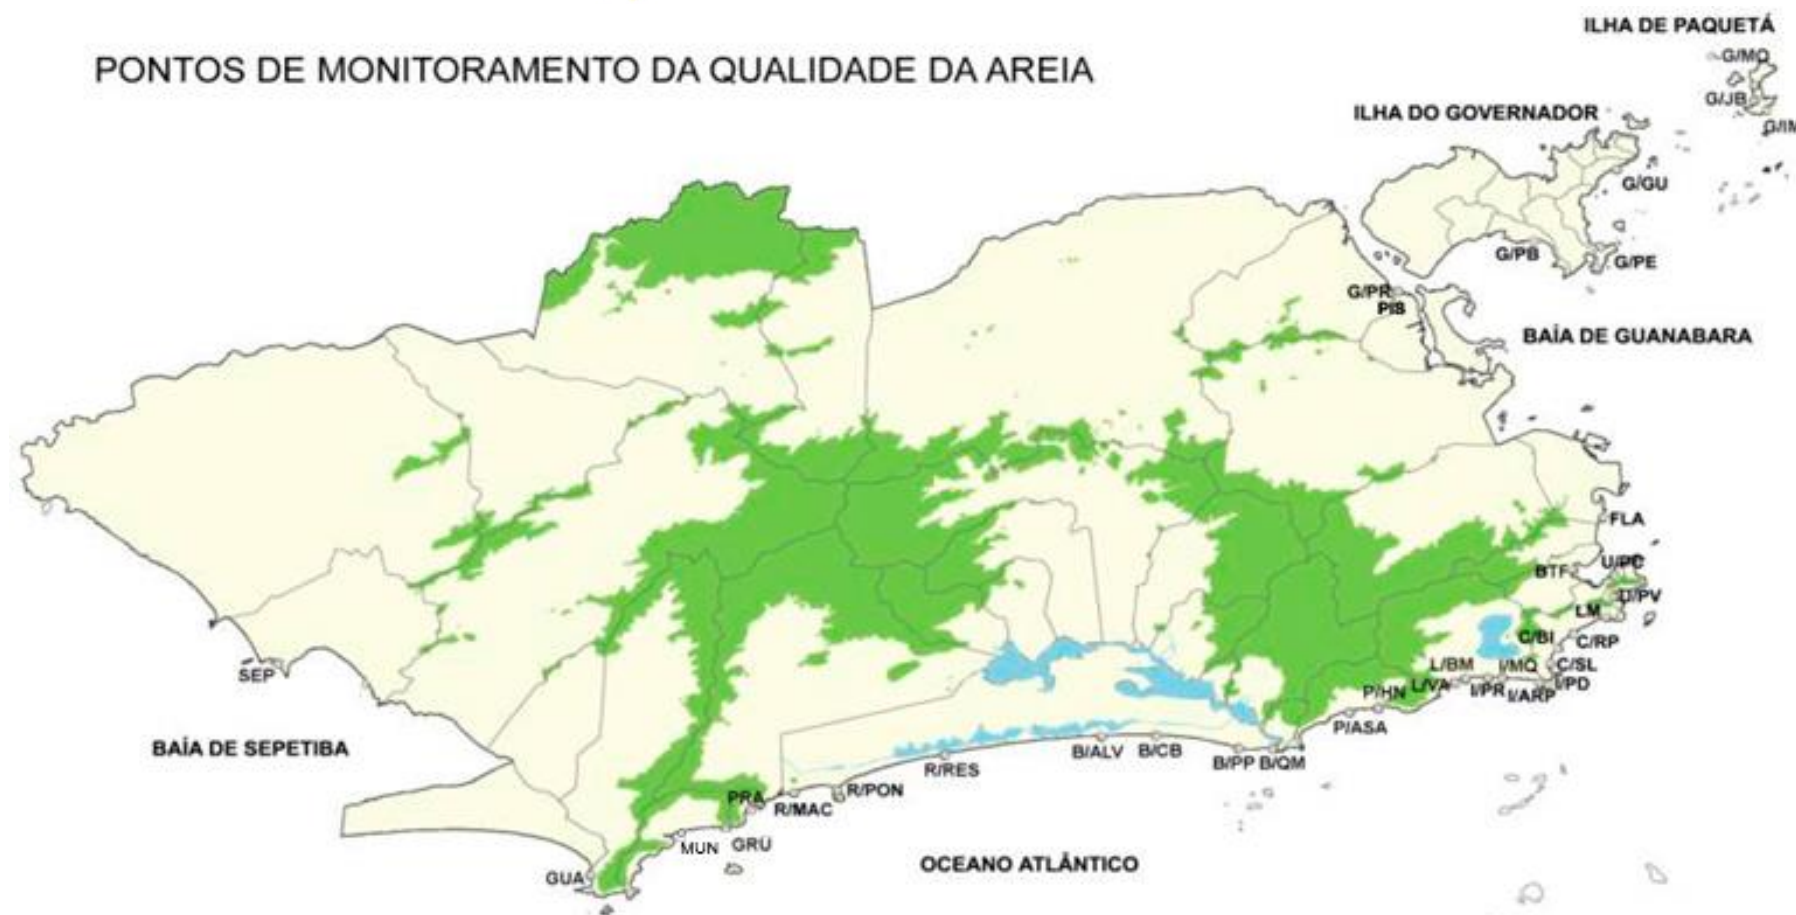 ILHA DE PAQUETÁ
G/MO
PONTOS DE MONITORAMENTO DA QUALIDADE DA AREIA
G/JB
ILHA DO GOVERNADOR
G/IM
G/GU
G/PB
G/PE
G/PR
PIS
BAÍA DE GUANABARA
FLA
U/PC
BTF
U/PV
LM
C/BI
C/RP
L/BM
I/MQ
C/SL
SEP
P/HN
L/VA
I/PR
I/ARP
I/PD
P/ASA
BAÍA DE SEPETIBA
B/ALV
B/CB
B/PP
B/QM
R/RES
PRA
R/MAC
R/PON
MUN
GRU
OCEANO ATLÂNTICO
GUA